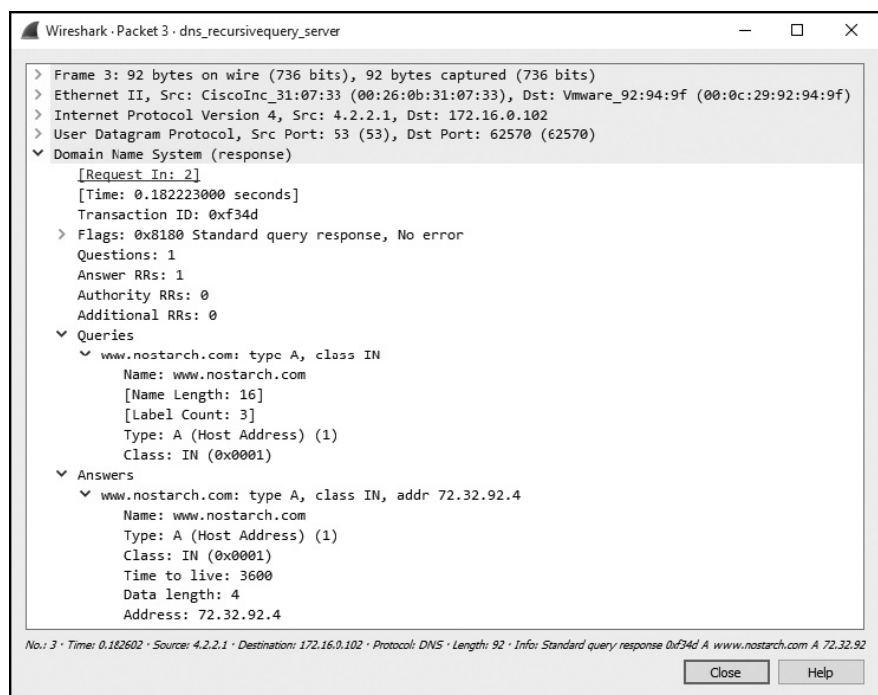 Wireshark · Packet 3 · dns_recursivequery_server
Frame 3: 92 bytes on wire (736 bits), 92 bytes captured (736 bits)
Ethernet II, Src: CiscoInc_31:07:33 (00:26:0b:31:07:33), Dst: Vmware_92:94:9f (00:0c:29:92:94:9f)
Internet Protocol Version 4, Src: 4.2.2.1, Dst: 172.16.0.102
User Datagram Protocol, Src Port: 53 (53), Dst Port: 62570 (62570)
Domain Name System (response)
[Request In: 2]
[Time: 0.182223000 seconds]
Transaction ID: 0xf34d
Flags: 0x8180 Standard query response, No error
Questions: 1
Answer RRs: 1
Authority RRs: 0
Additional RRs: 0
Queries
www.nostarch.com: type A, class IN
Name: www.nostarch.com
[Name Length: 16]
[Label Count: 3]
Type: A (Host Address) (1)
Class: IN (0x0001)
Answers
www.nostarch.com: type A, class IN, addr 72.32.92.4
Name: www.nostarch.com
Type: A (Host Address) (1)
Class: IN (0x0001)
Time to live: 3600
Data length: 4
Address: 72.32.92.4
No.: 3 · Time: 0.182602 · Source: 4.2.2.1 · Destination: 172.16.0.102 · Protocol: DNS · Length: 92 · Info: Standard query response 0xf34d A www.nostarch.com A 72.32.92
Close
Help